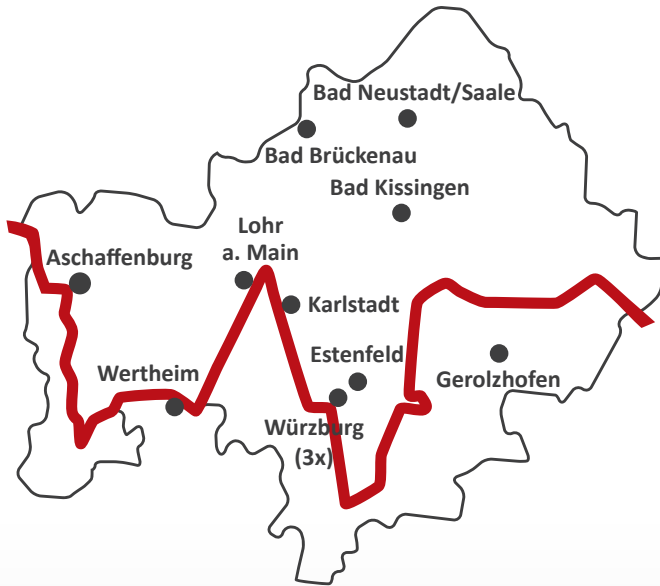 Bad Neustadt/Saale
Bad Brückenau
Bad Kissingen
Lohr
a. Main
Aschaffenburg
Karlstadt
Estenfeld
Wertheim
Gerolzhofen
Würzburg
(3x)